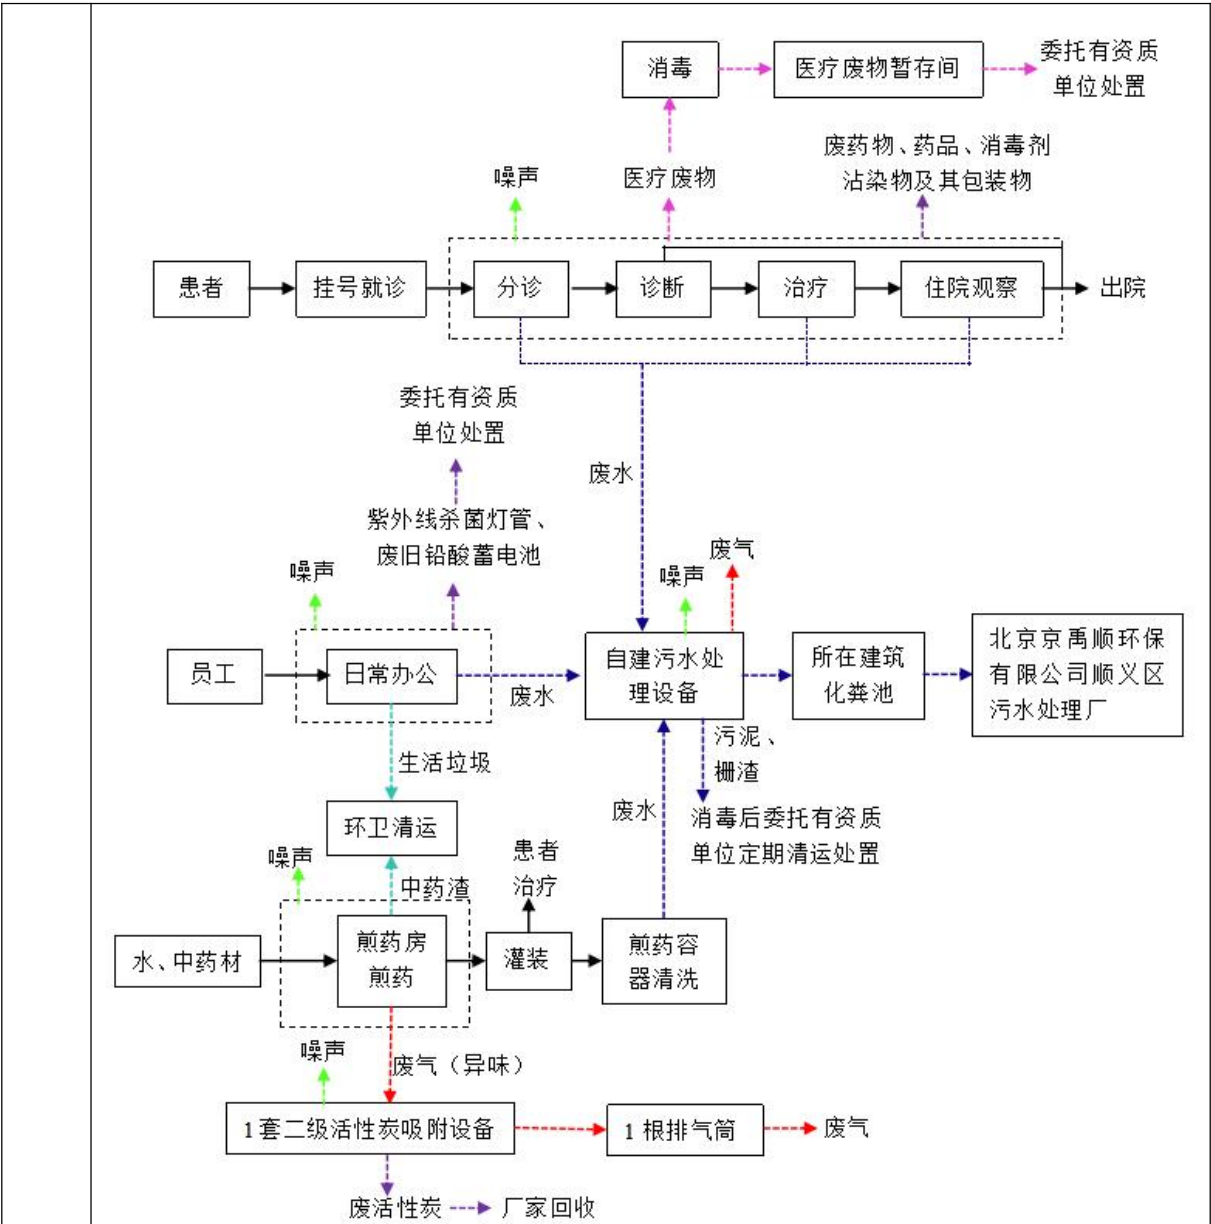 消毒
医疗废物暂存间
委托有资质
单位处置
废药物、药品、消毒剂
沾染物及其包装物
噪声
医疗废物
患者
挂号就诊
分诊
诊断
治疗
住院观察
出院
委托有资质
单位处置
废水
紫外线杀菌灯管、
废旧铅酸蓄电池
噪声
噪声
废气
员工
日常办公
废水
自建污水处
理设备
所在建筑
化粪池
北京京禹顺环保
有限公司顺义区
污水处理厂
生活垃圾
污泥、
栅渣
环卫清运
废水
消毒后委托有资质
单位定期清运处置
噪声
中药渣
患者
治疗
水、中药材
煎药房
煎药
灌装
煎药容
器清洗
噪声
废气（异味）
1套二级活性炭吸附设备
1根排气筒
废气
废活性炭
厂家回收